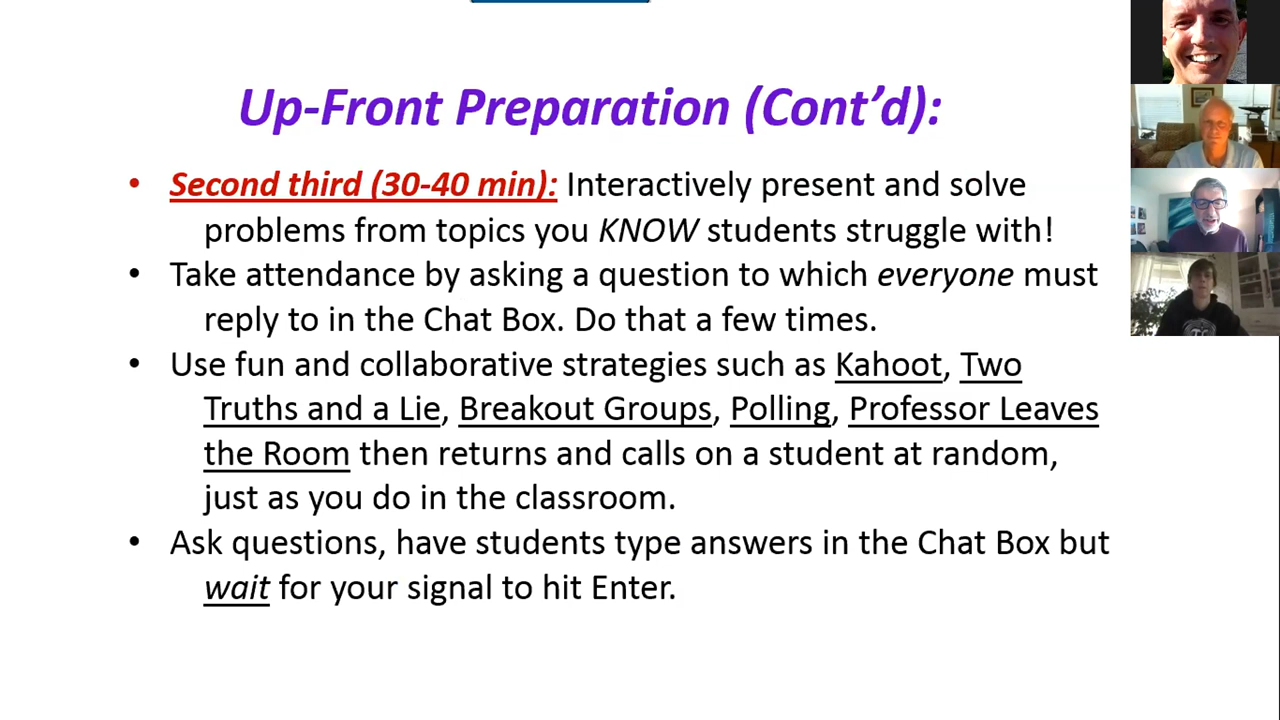 Up-Front Preparation (Cont’d):
• Second third (30-40 min): Interactively present and solve
problems from topics you KNOW students struggle with!
• Take attendance by asking a question to which everyone must
reply to in the Chat Box. Do that a few times.
• Use fun and collaborative strategies such as Kahoot, Two
Truths and a Lie, Breakout Groups, Polling, Professor Leaves
the Room then returns and calls on a student at random,
just as you do in the classroom.
• Ask questions, have students type answers in the Chat Box but
wait for your signal to hit Enter.